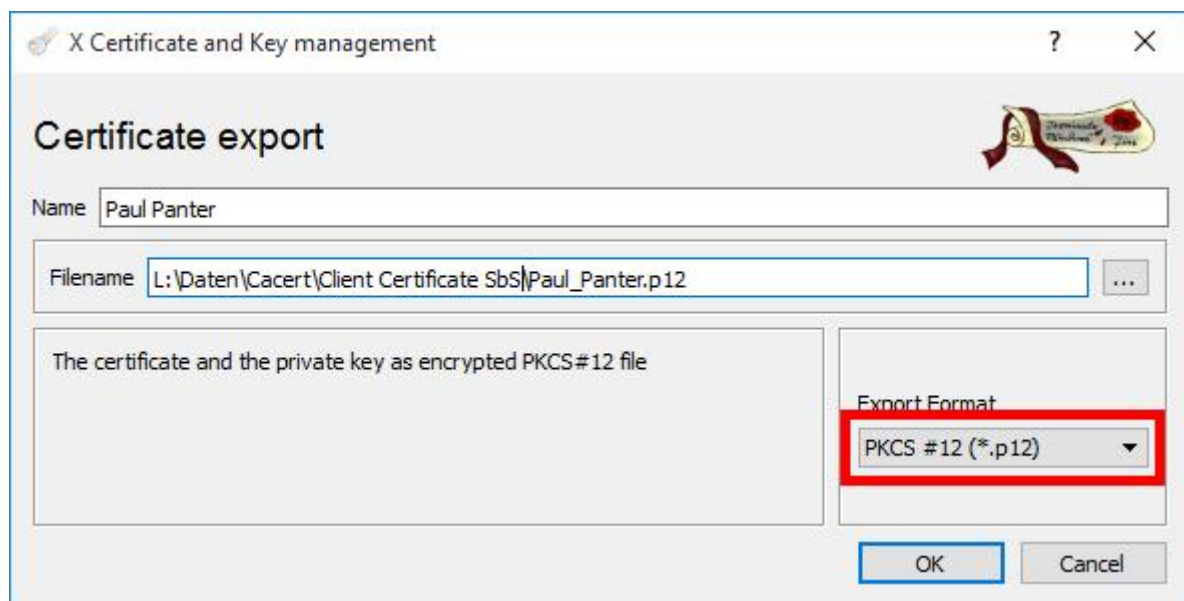 X Certificate and Key management
?
Certificate export
Name Paul Panter
Filename L:\Daten\Cacert\Client Certificate SbS\Paul_Panter.p12 ...
The certificate and the private key as encrypted PKCS#12 file
Export Format
PKCS #12 (*.p12)
OK Cancel